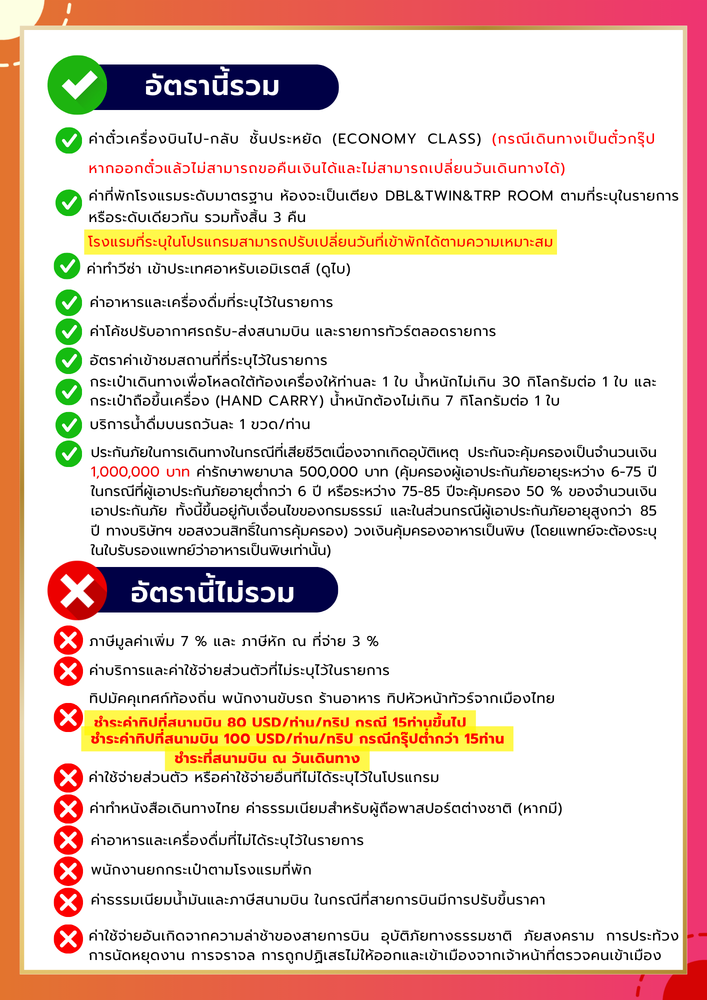 อัตรานี้รวม
ค่าตั๋วเครื่องบินไป-กลับ ชั้นประหยัด (ECONOMY CLASS) (กรณีเดินทางเป็นตั๋วกรุ๊ป
หากออกตั๋วแล้วไม่สามารถขอคืนเงินได้และไม่สามารถเปลี่ยนวันเดินทางได้)
ค่าที่พักโรงแรมระดับมาตรฐาน ห้องจะเป็นเตียง DBL&TWIN&TRP ROOM ตามที่ระบุในรายการ
หรือระดับเดียวกัน รวมทั้งสิ้น 3 คืน
โรงแรมที่ระบุในโปรแกรมสามารถปรับเปลี่ยนวันที่เข้าพักได้ตามความเหมาะสม
ค่าทำวีซ่า เข้าประเทศอาหรับเอมิเรตส์ (ดูไบ)
ค่าอาหารและเครื่องดื่มที่ระบุไว้ในรายการ
ค่าโค้ชปรับอากาศรถรับ-ส่งสนามบิน และรายการทัวร์ตลอดรายการ
อัตราค่าเข้าชมสถานที่ที่ระบุไว้ในรายการ
กระเป๋าเดินทางเพื่อโหลดใต้ท้องเครื่องให้ท่านละ 1 ใบ น้ำหนักไม่เกิน 30 กิโลกรัมต่อ 1 ใบ และ
กระเป๋าถือขึ้นเครื่อง (HAND CARRY) น้ำหนักต้องไม่เกิน 7 กิโลกรัมต่อ 1 ใบ
บริการน้ำดื่มบนรถวันละ 1 ขวด/ท่าน
ประกันภัยในการเดินทางในกรณีที่เสียชีวิตเนื่องจากเกิดอุบัติเหตุ ประกันจะคุ้มครองเป็นจำนวนเงิน
1,000,000 บาท ค่ารักษาพยาบาล 500,000 บาท (คุ้มครองผู้เอาประกันภัยอายุระหว่าง 6-75 ปี
ในกรณีที่ผู้เอาประกันภัยอายุต่ำกว่า 6 ปี หรือระหว่าง 75-85 ปีจะคุ้มครอง 50 % ของจำนวนเงิน
เอาประกันภัย ทั้งนี้ขึ้นอยู่กับเงื่อนไขของกรมธรรม์ และในส่วนกรณีผู้เอาประกันภัยอายุสูงกว่า 85
ปี ทางบริษัทฯ ขอสงวนสิทธิ์ในการคุ้มครอง) วงเงินคุ้มครองอาหารเป็นพิษ (โดยแพทย์จะต้องระบุ
ในใบรับรองแพทย์ว่าอาหารเป็นพิษเท่านั้น)
อัตรานี้ไม่รวม
ภาษีมูลค่าเพิ่ม 7 % และ ภาษีหัก ณ ที่จ่าย 3 %
ค่าบริการและค่าใช้จ่ายส่วนตัวที่ไม่ระบุไว้ในรายการ
ทิปมัคคุเทศก์ท้องถิ่น พนักงานขับรถ ร้านอาหาร ทิปหัวหน้าทัวร์จากเมืองไทย
ชำระค่าทิปที่สนามบิน 80 USD/ท่าน/ทริป กรณี 15ท่านขึ้นไป
ชำระค่าทิปที่สนามบิน 100 USD/ท่าน/ทริป กรณีกรุ๊ปต่ำกว่า 15ท่าน
ชำระที่สนามบิน ณ วันเดินทาง
ค่าใช้จ่ายส่วนตัว หรือค่าใช้จ่ายอื่นที่ไม่ได้ระบุไว้ในโปรแกรม
ค่าทำหนังสือเดินทางไทย ค่าธรรมเนียมสำหรับผู้ถือพาสปอร์ตต่างชาติ (หากมี)
ค่าอาหารและเครื่องดื่มที่ไม่ได้ระบุไว้ในรายการ
พนักงานยกกระเป๋าตามโรงแรมที่พัก
ค่าธรรมเนียมน้ำมันและภาษีสนามบิน ในกรณีที่สายการบินมีการปรับขึ้นราคา
ค่าใช้จ่ายอันเกิดจากความล่าช้าของสายการบิน อุบัติภัยทางธรรมชาติ ภัยสงคราม การประท้วง
การนัดหยุดงาน การจราจล การถูกปฏิเสธไม่ให้ออกและเข้าเมืองจากเจ้าหน้าที่ตรวจคนเข้าเมือง